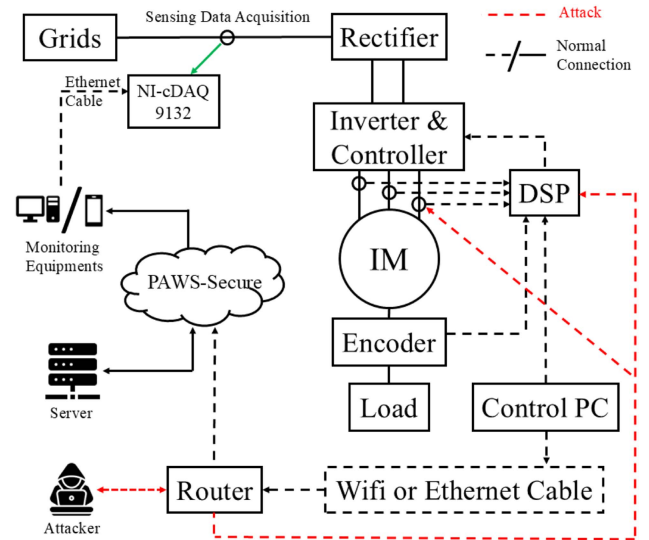 Sensing Data Acquisition
Attack
Grids
Rectifier
Normal
Connection
Ethernet
Cable
NI-cDAQ
9132
Inverter &
Controller
DSP
Monitoring
Equipments
PAWS-Secure
IM
Encoder
Server
Load
Control PC
Attacker
Router
Wifi or Ethernet Cable